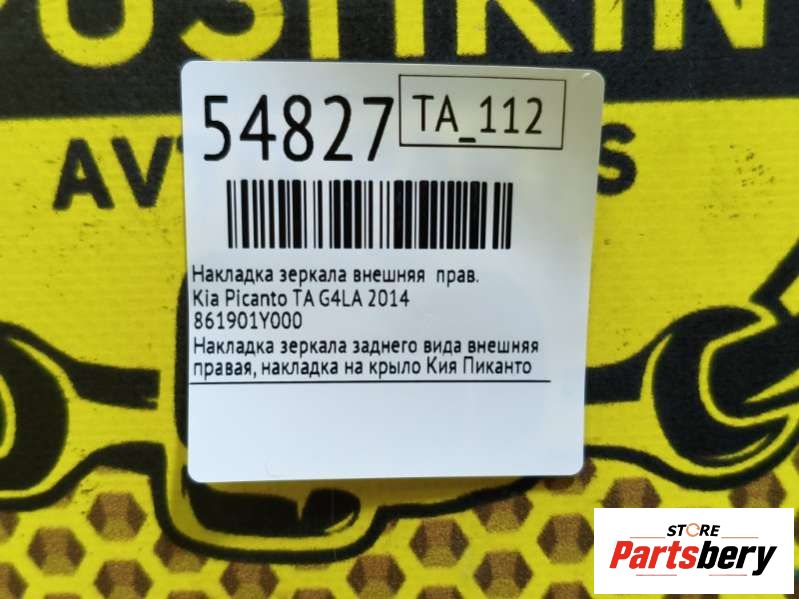 54827
TA_112
Накладка зеркала внешняя прав.
Kia Picanto TA G4LA 2014
861901Y000
Накладка зеркала заднего вида внешняя
правая, накладка на крыло Кия Пиканто
STORE
Partsbery